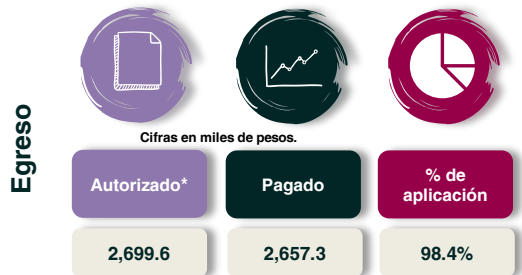 Egreso
Cifras en miles de pesos.
Autorizado*
Pagado
% de
aplicación
2,699.6
2,657.3
98.4%